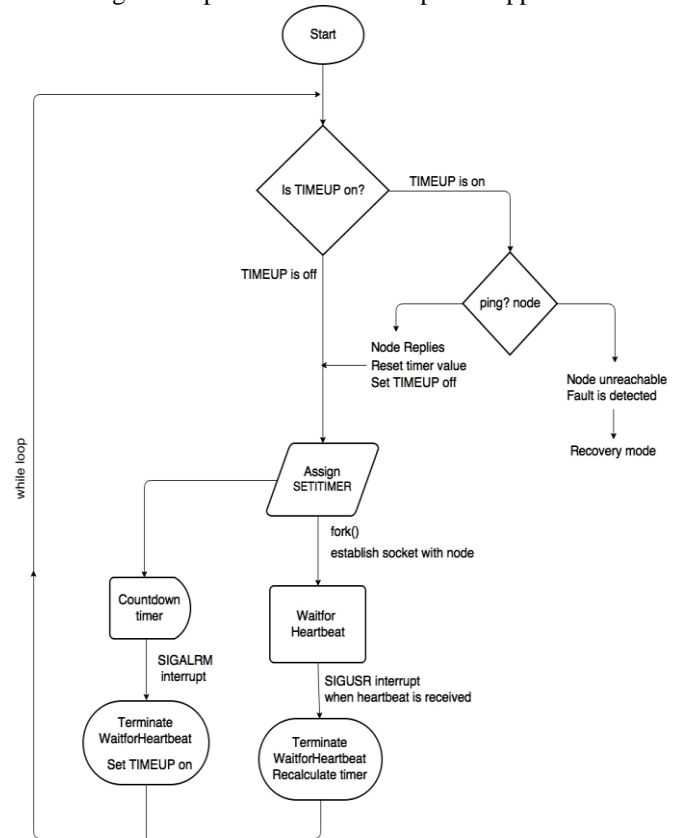 Start
Is TIMEUP on?
TIMEUP is on
TIMEUP is off
ping? node
Node Replies
Reset timer value
Set TIMEUP off
Node unreachable
Fault is detected
Recovery mode
while loop
Assign
SETITIMER
fork()
establish socket with node
Countdown
timer
Waitfor
Heartbeat
SIGALRM
interrupt
SIGUSR interrupt
when heartbeat is received
Terminate
WaitforHeartbeat
Set TIMEUP on
Terminate
WaitforHeartbeat
Recalculate timer